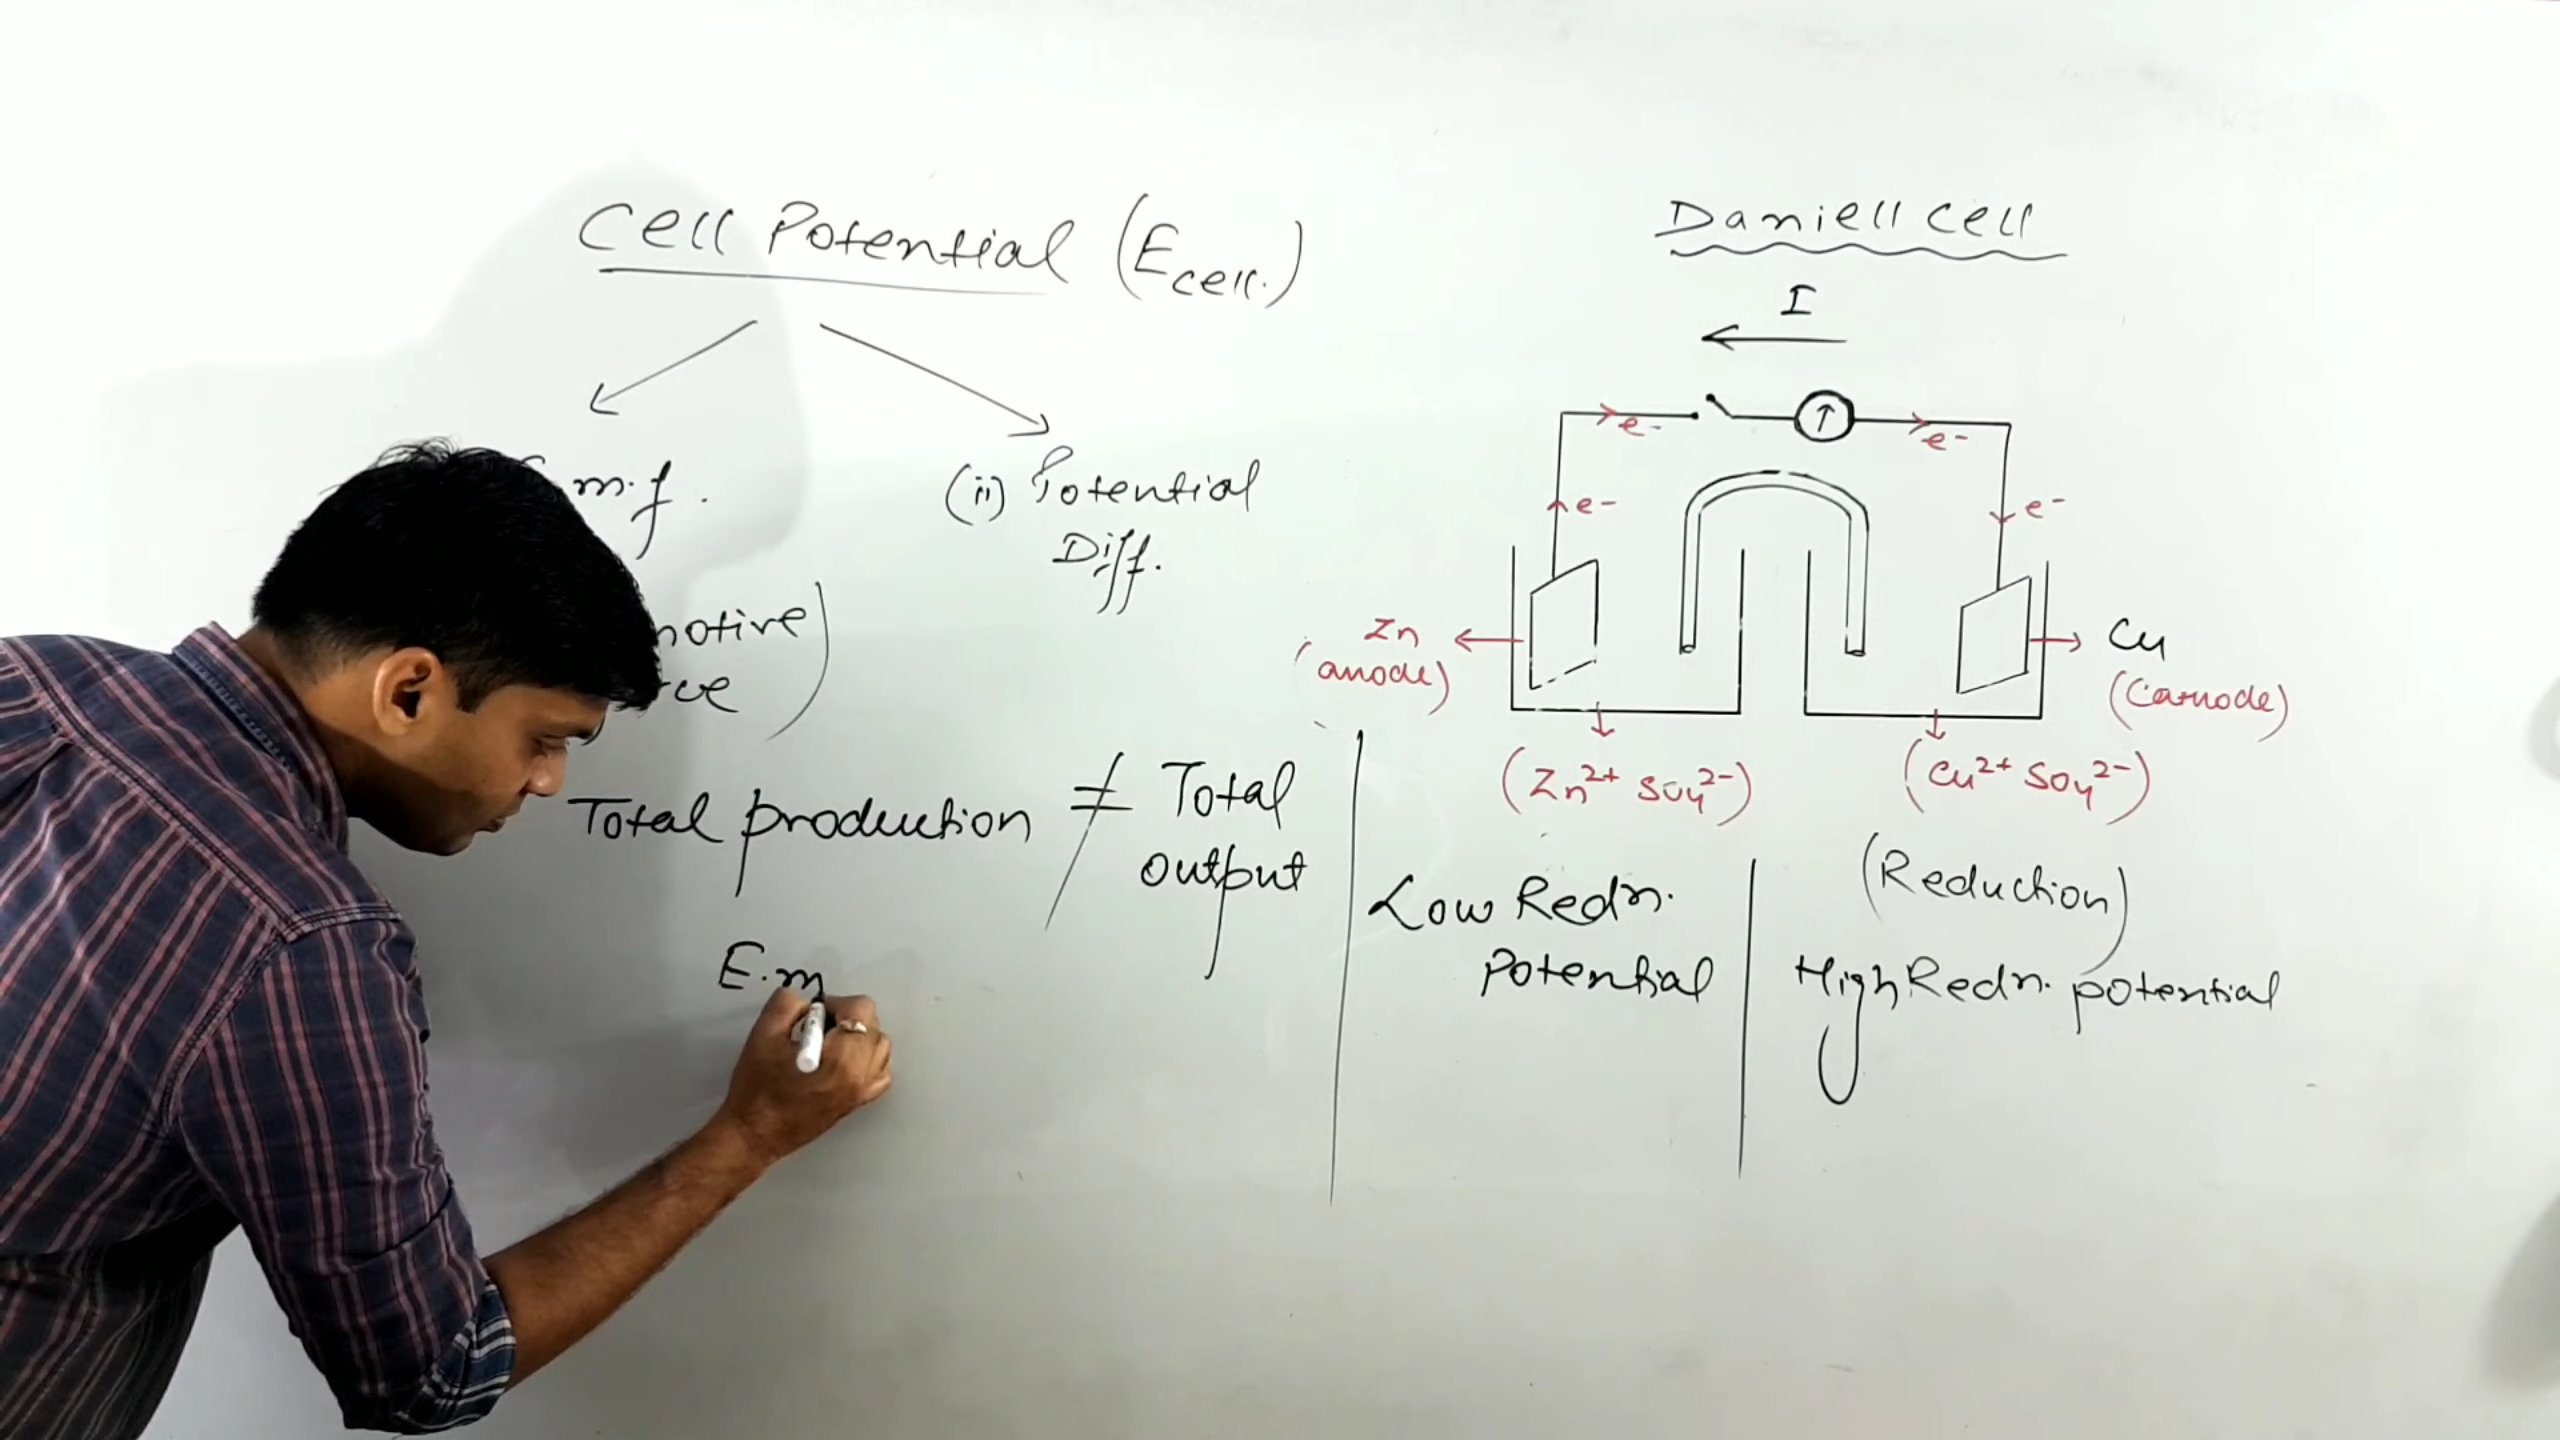 Cell Potential (Ecell.)
m.f.
(ii) Potential
Diff.
Total production ≠ Total
output
E.m
Daniell cell
I
e-
e-
e-
e-
Zn
(anode)
Cu
(Cathode)
(Zn²⁺ SO₄²⁻)
(Cu²⁺ SO₄²⁻)
Low Redn.
Potential
(Reduction)
High Redn. potential